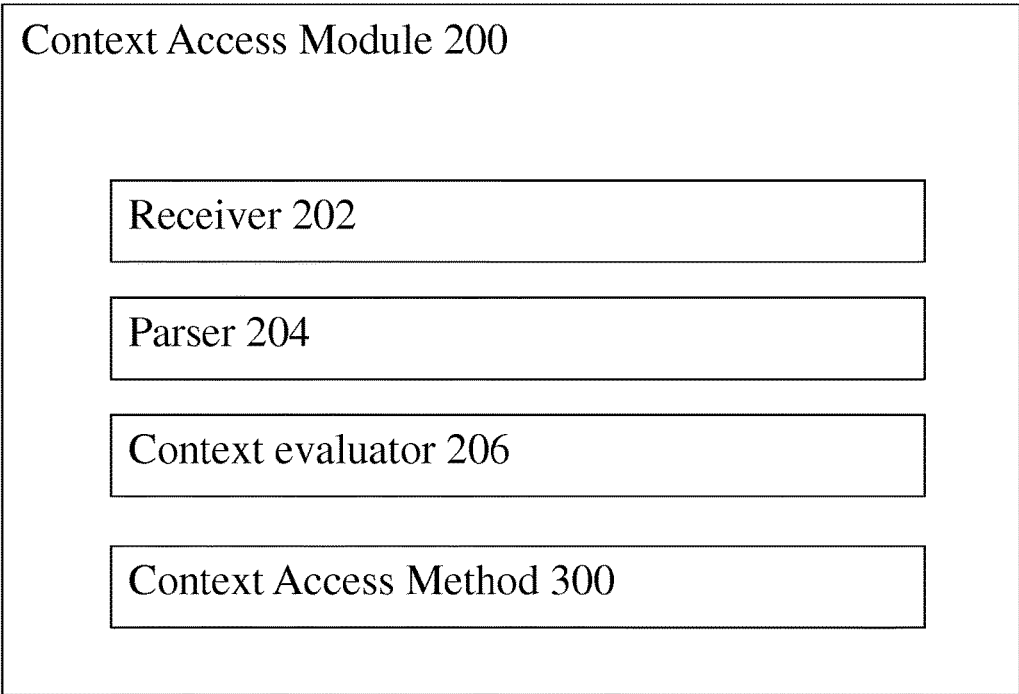 Context Access Module 200
Receiver 202
Parser 204
Context evaluator 206
Context Access Method 300